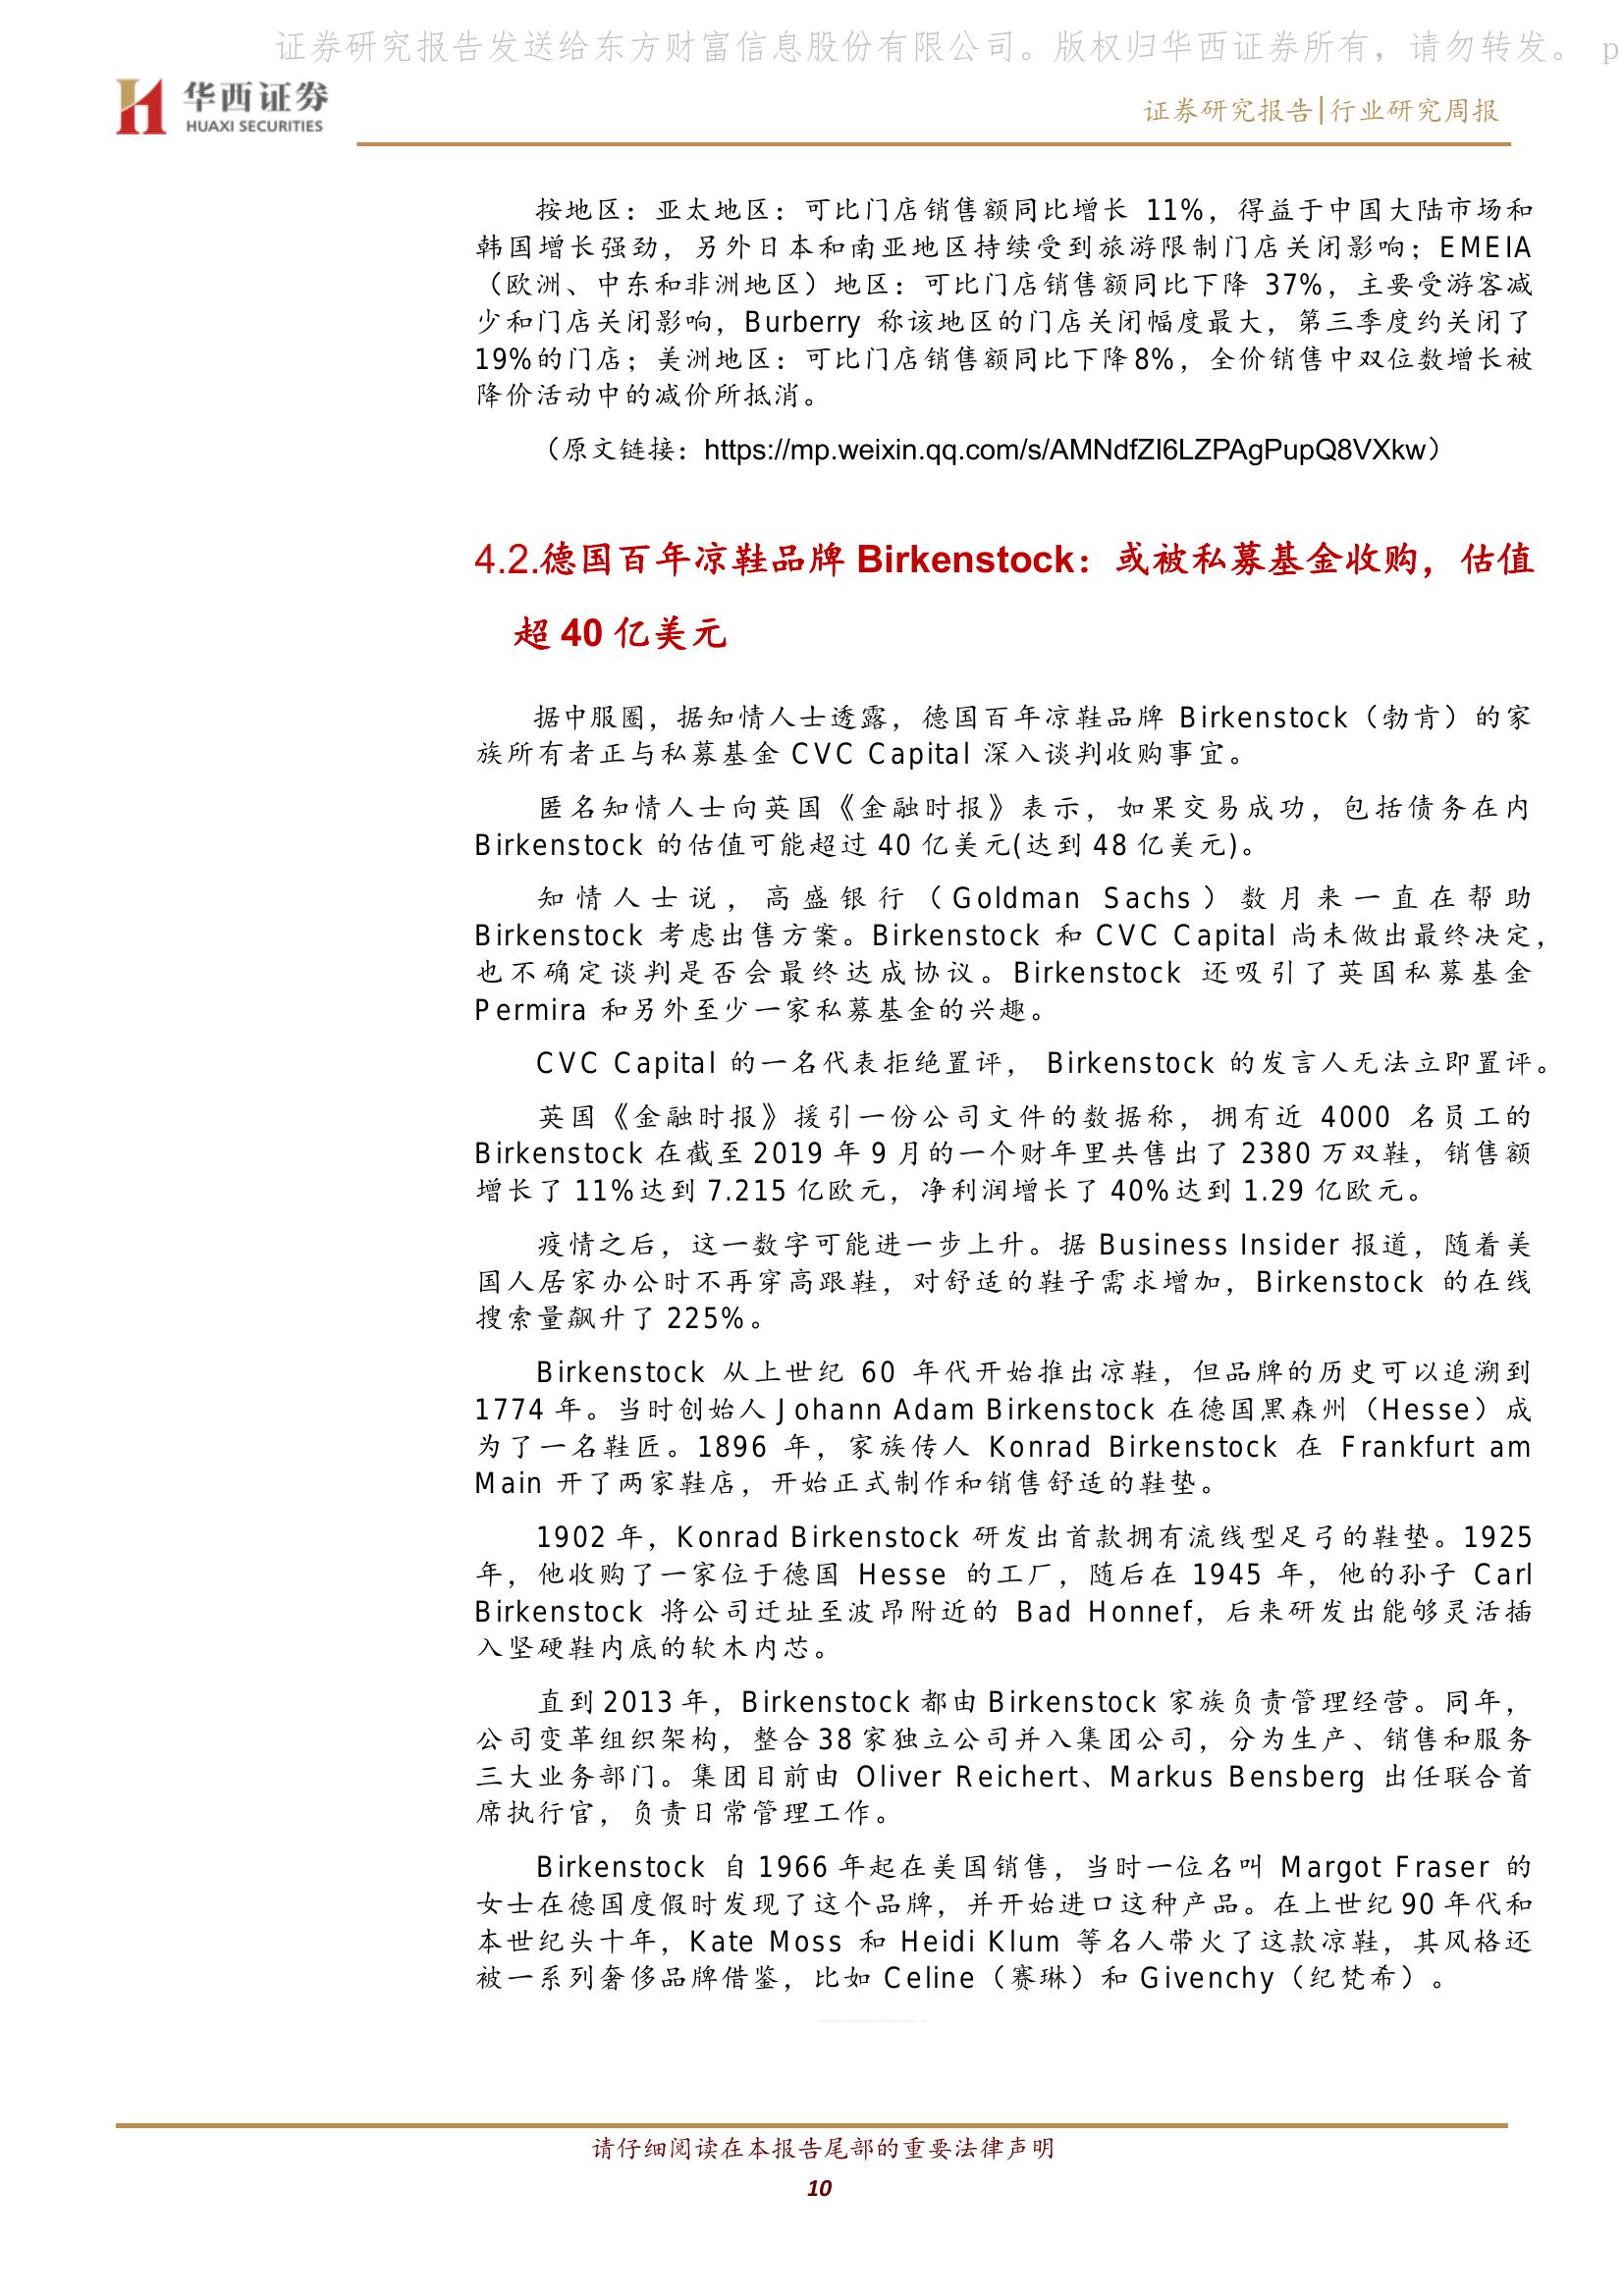 证券研究报告发送给东方财富信息股份有限公司。版权归华西证券所有，请勿转发。 p
华西证券
HUAXI SECURITIES
证券研究报告|行业研究周报
按地区：亚太地区：可比门店销售额同比增长 11%，得益于中国大陆市场和
韩国增长强劲，另外日本和南亚地区持续受到旅游限制门店关闭影响；EMEIA
（欧洲、中东和非洲地区）地区：可比门店销售额同比下降 37%，主要受游客减
少和门店关闭影响，Burberry 称该地区的门店关闭幅度最大，第三季度约关闭了
19%的门店；美洲地区：可比门店销售额同比下降8%，全价销售中双位数增长被
降价活动中的减价所抵消。
（原文链接：https://mp.weixin.qq.com/s/AMNdfZI6LZPAgPupQ8VXkw）
4.2.德国百年凉鞋品牌 Birkenstock：或被私募基金收购，估值
超 40 亿美元
据中服圈，据知情人士透露，德国百年凉鞋品牌 Birkenstock（勃肯）的家
族所有者正与私募基金 CVC Capital 深入谈判收购事宜。
匿名知情人士向英国《金融时报》表示，如果交易成功，包括债务在内
Birkenstock 的估值可能超过 40 亿美元(达到 48 亿美元)。
知情人士说，高盛银行（Goldman Sachs）数月来一直在帮助
Birkenstock 考虑出售方案。Birkenstock 和 CVC Capital 尚未做出最终决定，
也不确定谈判是否会最终达成协议。Birkenstock 还吸引了英国私募基金
Permira 和另外至少一家私募基金的兴趣。
CVC Capital 的一名代表拒绝置评， Birkenstock 的发言人无法立即置评。
英国《金融时报》援引一份公司文件的数据称，拥有近 4000 名员工的
Birkenstock 在截至 2019 年 9 月的一个财年里共售出了 2380 万双鞋，销售额
增长了 11%达到 7.215 亿欧元，净利润增长了 40%达到 1.29 亿欧元。
疫情之后，这一数字可能进一步上升。据 Business Insider 报道，随着美
国人居家办公时不再穿高跟鞋，对舒适的鞋子需求增加，Birkenstock 的在线
搜索量飙升了 225%。
Birkenstock 从上世纪 60 年代开始推出凉鞋，但品牌的历史可以追溯到
1774 年。当时创始人 Johann Adam Birkenstock 在德国黑森州（Hesse）成
为了一名鞋匠。1896 年，家族传人 Konrad Birkenstock 在 Frankfurt am
Main 开了两家鞋店，开始正式制作和销售舒适的鞋垫。
1902 年，Konrad Birkenstock 研发出首款拥有流线型足弓的鞋垫。1925
年，他收购了一家位于德国 Hesse 的工厂，随后在 1945 年，他的孙子 Carl
Birkenstock 将公司迁址至波昂附近的 Bad Honnef，后来研发出能够灵活插
入坚硬鞋内底的软木内芯。
直到 2013 年，Birkenstock 都由 Birkenstock 家族负责管理经营。同年，
公司变革组织架构，整合 38 家独立公司并入集团公司，分为生产、销售和服务
三大业务部门。集团目前由 Oliver Reichert、Markus Bensberg 出任联合首
席执行官，负责日常管理工作。
Birkenstock 自 1966 年起在美国销售，当时一位名叫 Margot Fraser 的
女士在德国度假时发现了这个品牌，并开始进口这种产品。在上世纪 90 年代和
本世纪头十年，Kate Moss 和 Heidi Klum 等名人带火了这款凉鞋，其风格还
被一系列奢侈品牌借鉴，比如 Celine（赛琳）和 Givenchy（纪梵希）。
请仔细阅读在本报告尾部的重要法律声明
10